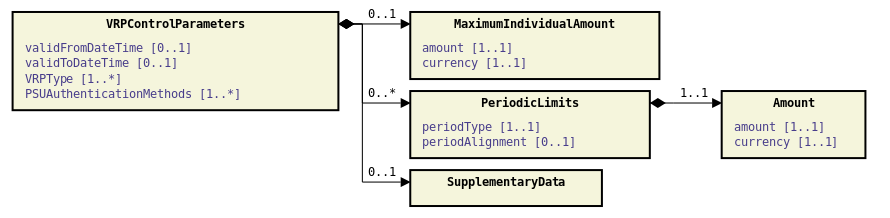 VRPControlParameters
validFromDateTime [0..1]
validToDateTime [0..1]
VRPType [1..*]
PSUAuthenticationMethods [1..*]
0..1
MaximumIndividualAmount
amount [1..1]
currency [1..1]
0..*
PeriodicLimits
periodType [1..1]
periodAlignment [0..1]
1..1
Amount
amount [1..1]
currency [1..1]
0..1
SupplementaryData